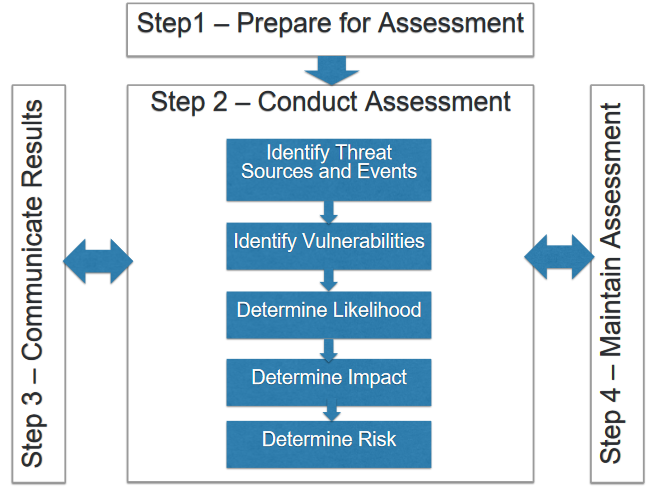 Step1 – Prepare for Assessment
Step 2 – Conduct Assessment
Identify Threat
Sources and Events
Identify Vulnerabilities
Determine Likelihood
Determine Impact
Determine Risk
Step 3 – Communicate Results
Step 4 – Maintain Assessment